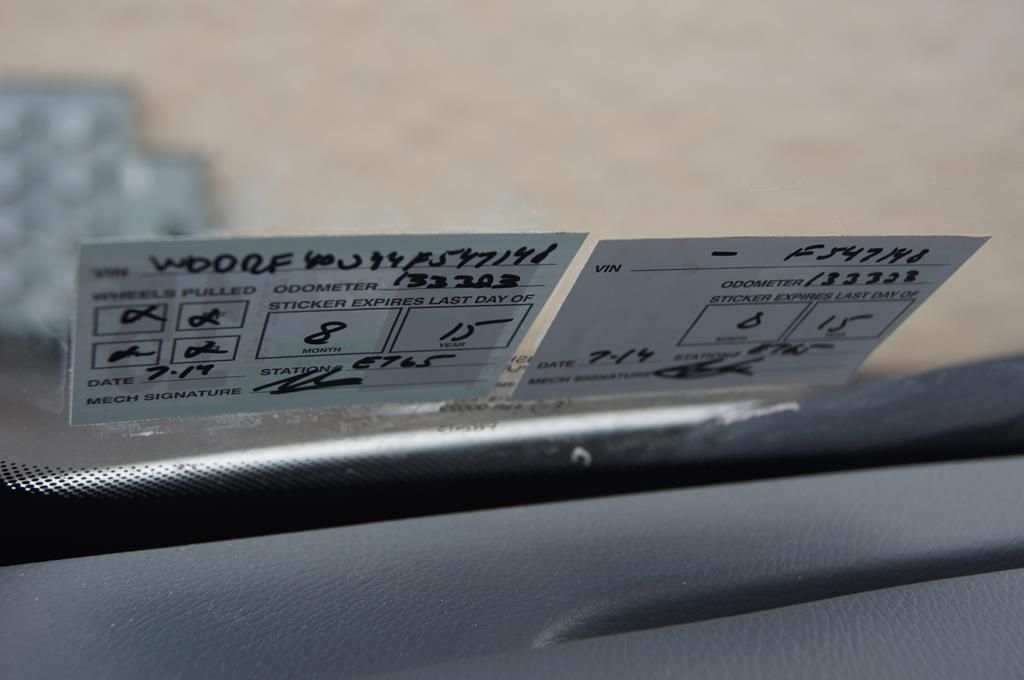 VIN WDDRF40U44F547148
WHEELS PULLED ODOMETER 133303
STICKER EXPIRES LAST DAY OF
8 15
MONTH YEAR
DATE 7-14 STATION# E765
MECH SIGNATURE
VIN - F547148
ODOMETER 133303
STICKER EXPIRES LAST DAY OF
8 15
MONTH YEAR
DATE 7-14 STATION# E765
MECH SIGNATURE